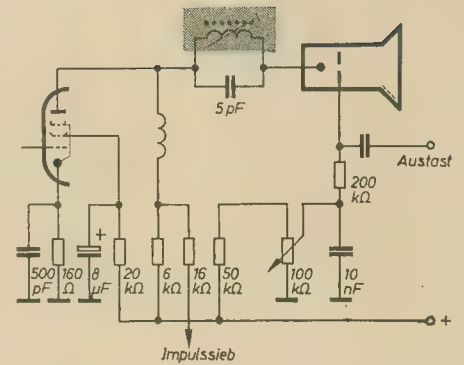 5 pF
Austast
200
kΩ
+
500
pF
160
Ω
8
µF
20
kΩ
6
kΩ
16
kΩ
50
kΩ
100
kΩ
10
nF
+
Impulssieb